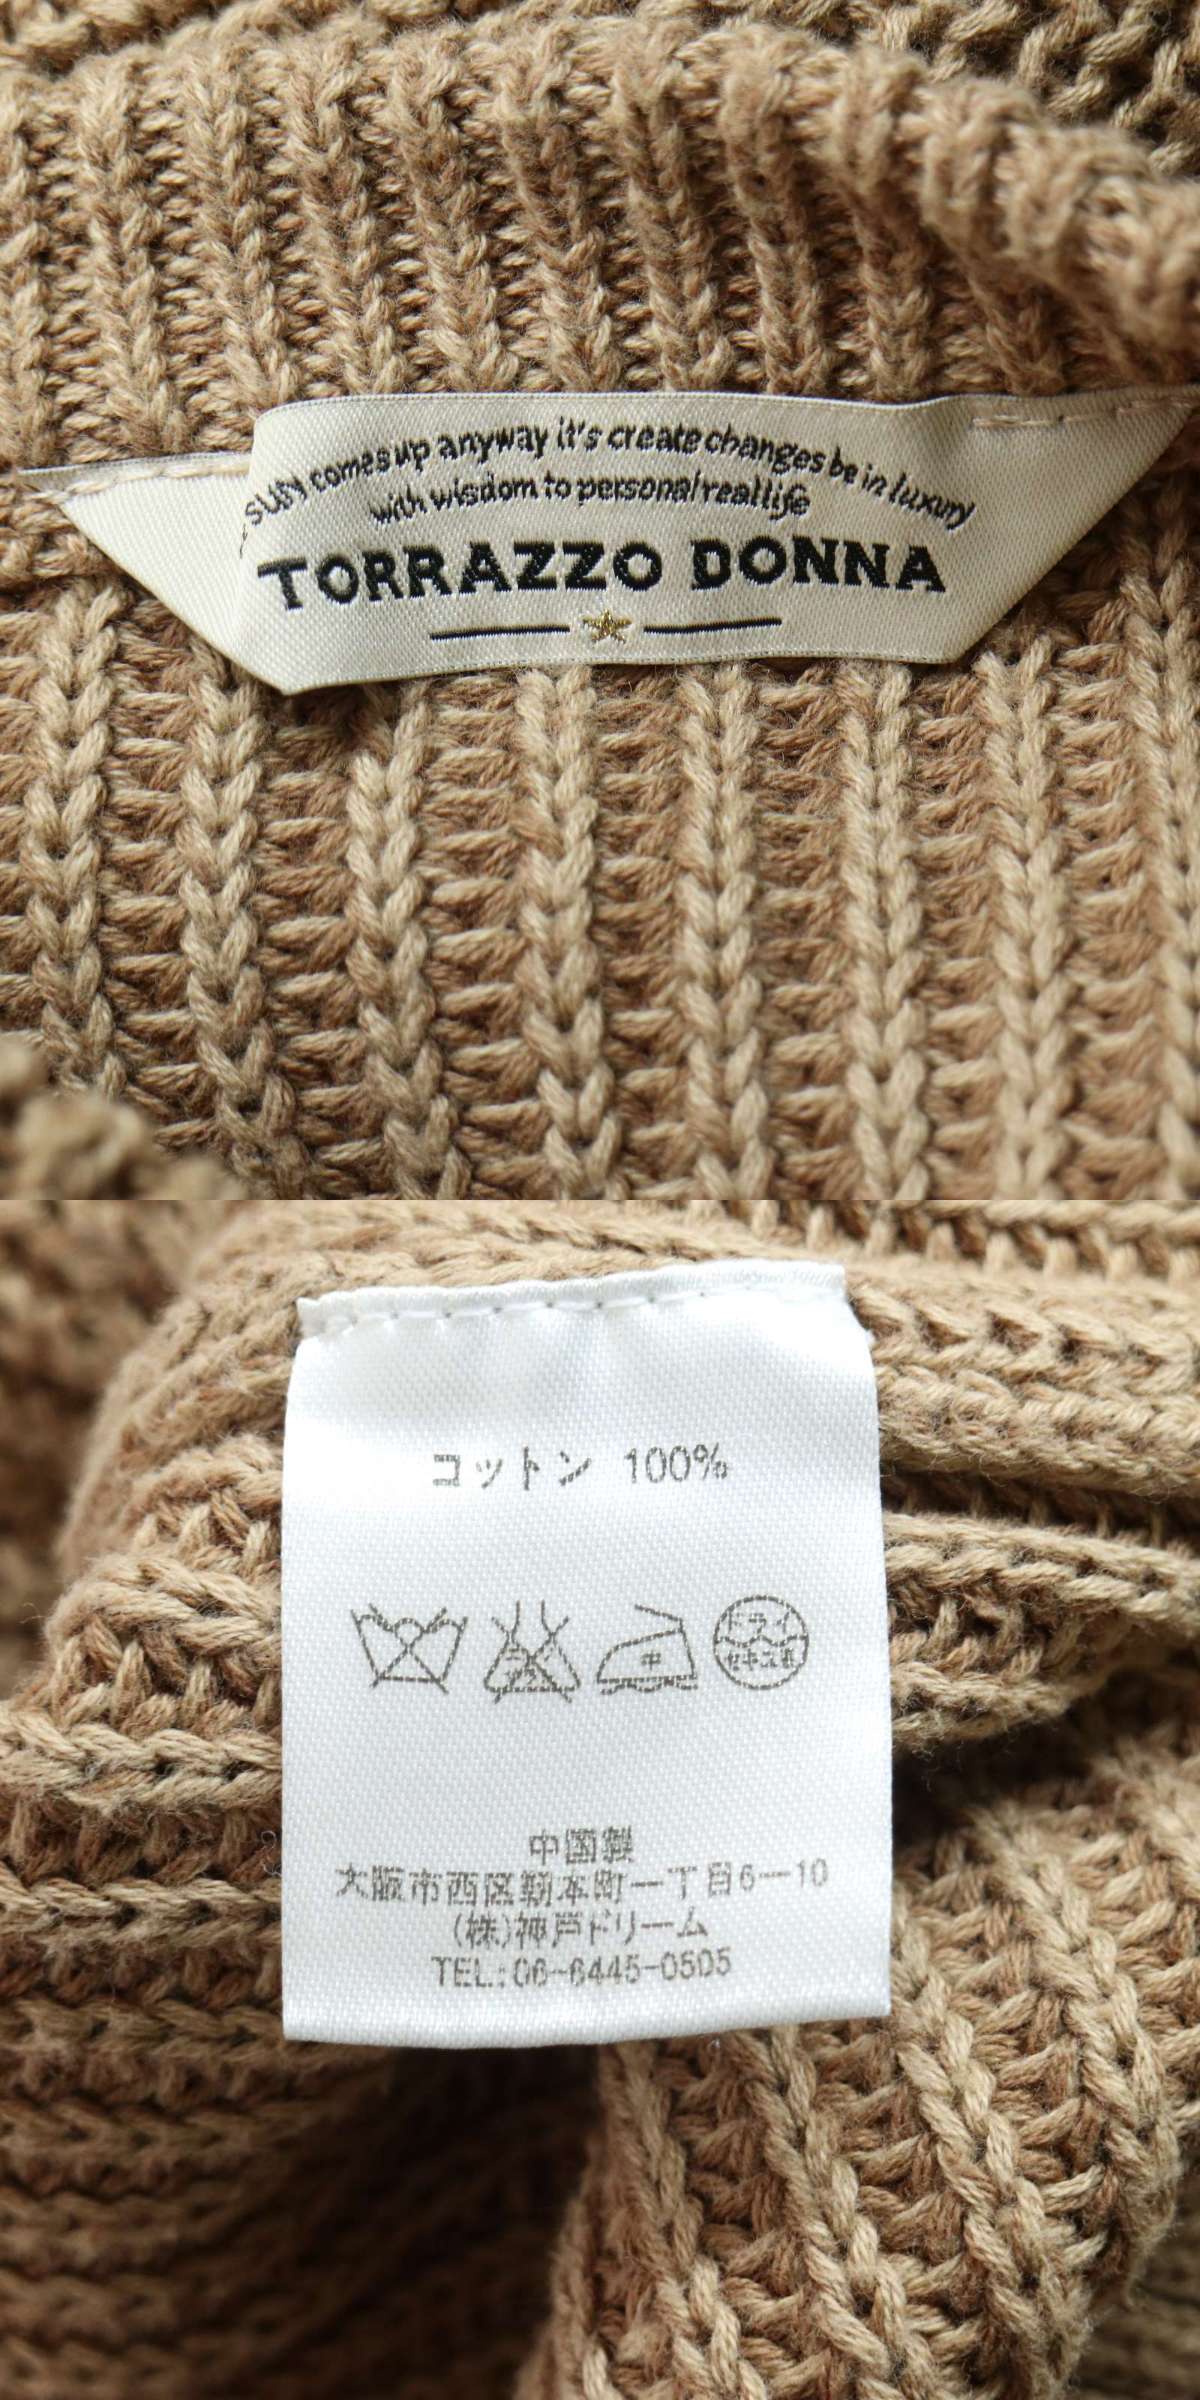 SUN comes up anyway it's create changes be in luxury
with wisdom to personal real life
TORRAZZO DONNA
コットン 100%
中
ドライ
セキユ系
中国製
大阪市西区靭本町一丁目6-10
(株)神戸ドリーム
TEL:06-6445-0505